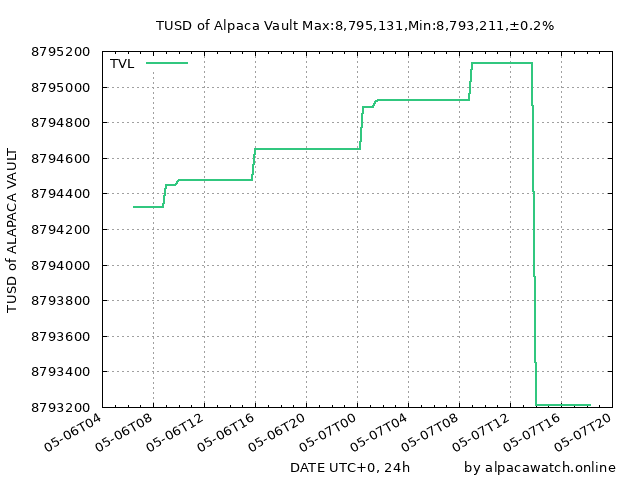 TUSD of Alpaca Vault Max:8,795,131,Min:8,793,211,±0.2%
TVL
8795200
8795000
8794800
8794600
8794400
8794200
8794000
8793800
8793600
8793400
8793200
TUSD of ALAPACA VAULT
05-06T04
05-06T08
05-06T12
05-06T16
05-06T20
05-07T00
05-07T04
05-07T08
05-07T12
05-07T16
05-07T20
DATE UTC+0, 24h
by alpacawatch.online